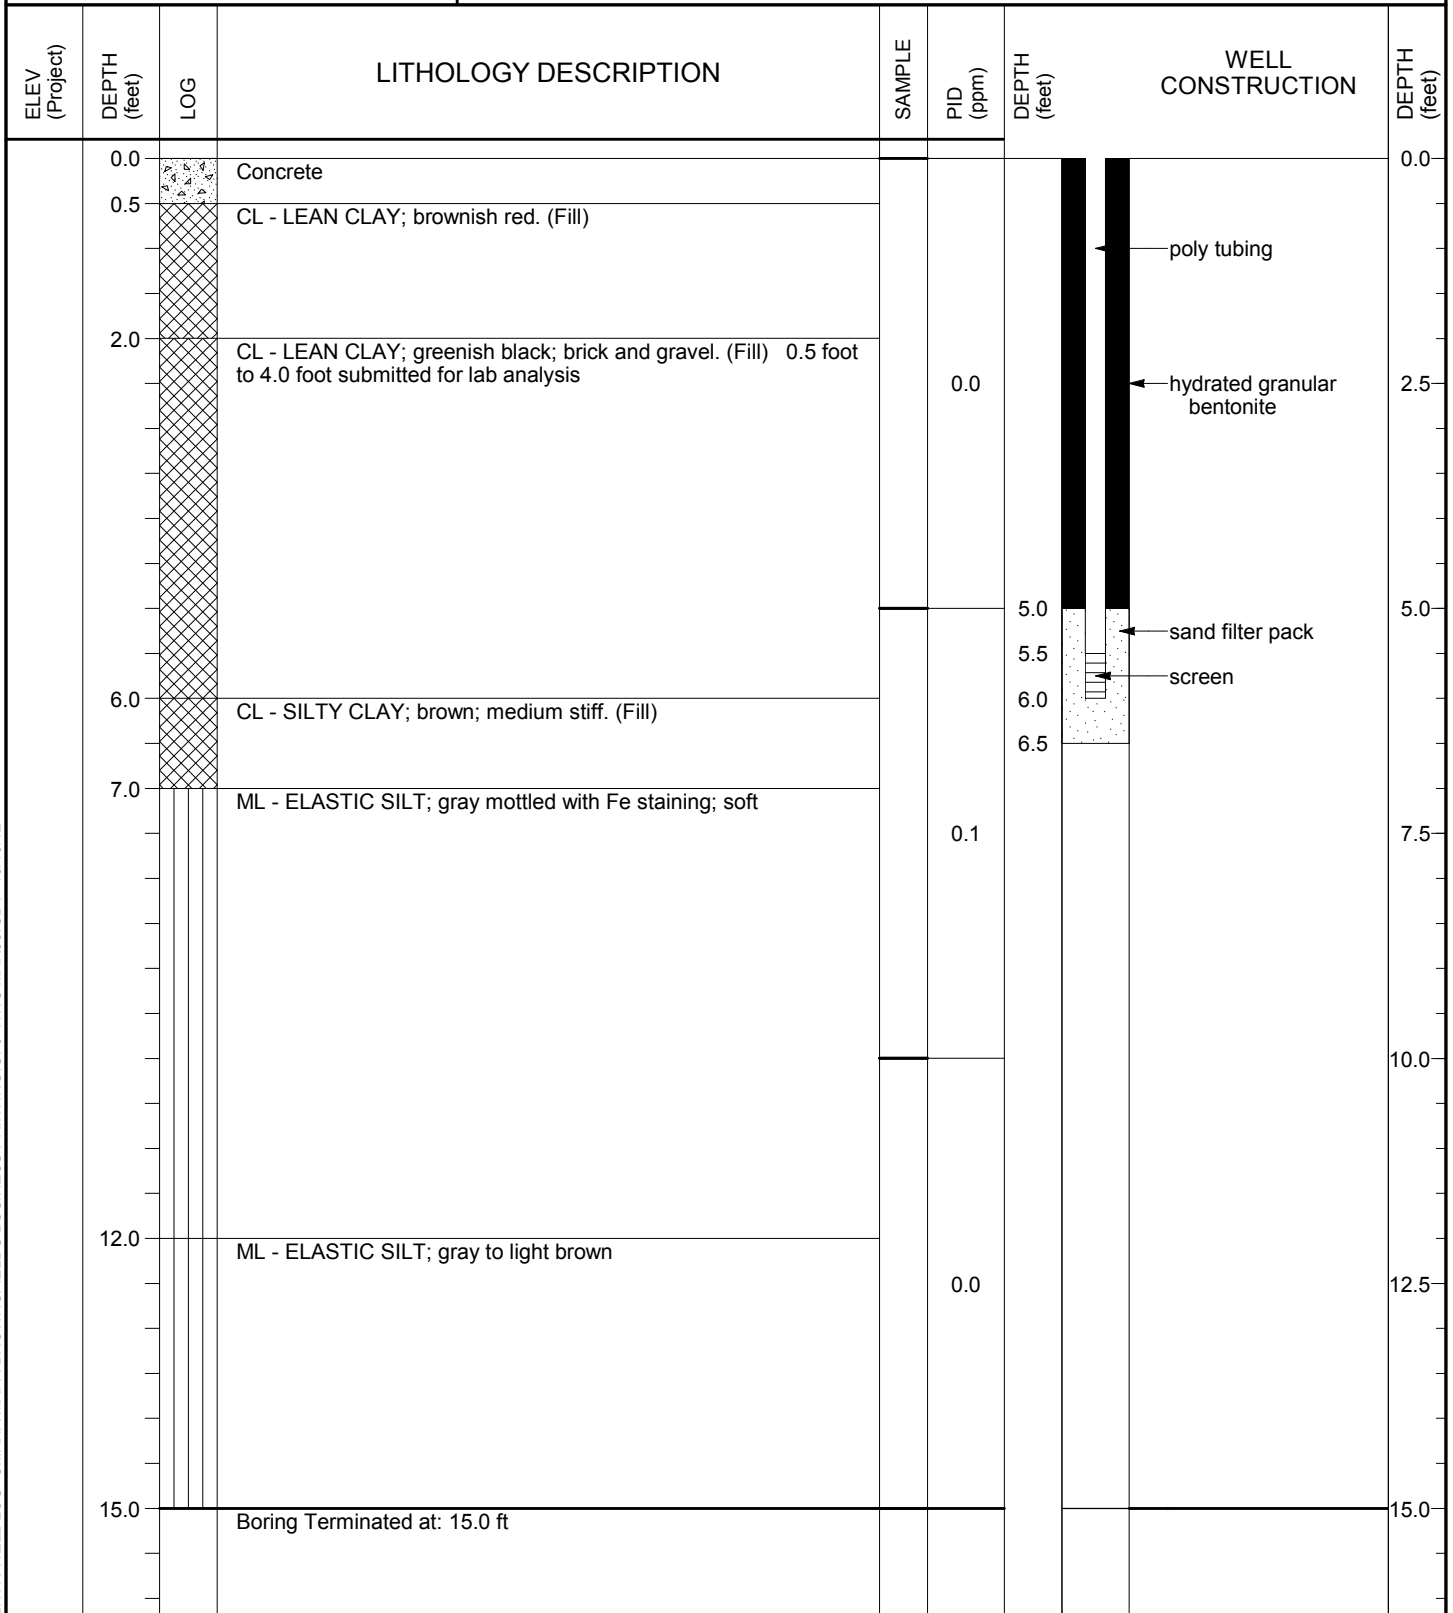 ELEV
(Project)
DEPTH
(feet)
LOG
LITHOLOGY DESCRIPTION
SAMPLE
PID
(ppm)
DEPTH
(feet)
WELL
CONSTRUCTION
DEPTH
(feet)
0.0
Concrete
0.0
0.5
CL - LEAN CLAY; brownish red. (Fill)
poly tubing
2.0
CL - LEAN CLAY; greenish black; brick and gravel. (Fill) 0.5 foot
to 4.0 foot submitted for lab analysis
0.0
hydrated granular
bentonite
2.5
5.0
5.0
sand filter pack
5.5
screen
6.0
6.0
CL - SILTY CLAY; brown; medium stiff. (Fill)
6.5
7.0
ML - ELASTIC SILT; gray mottled with Fe staining; soft
0.1
7.5
10.0
12.0
ML - ELASTIC SILT; gray to light brown
0.0
12.5
15.0
15.0
Boring Terminated at: 15.0 ft